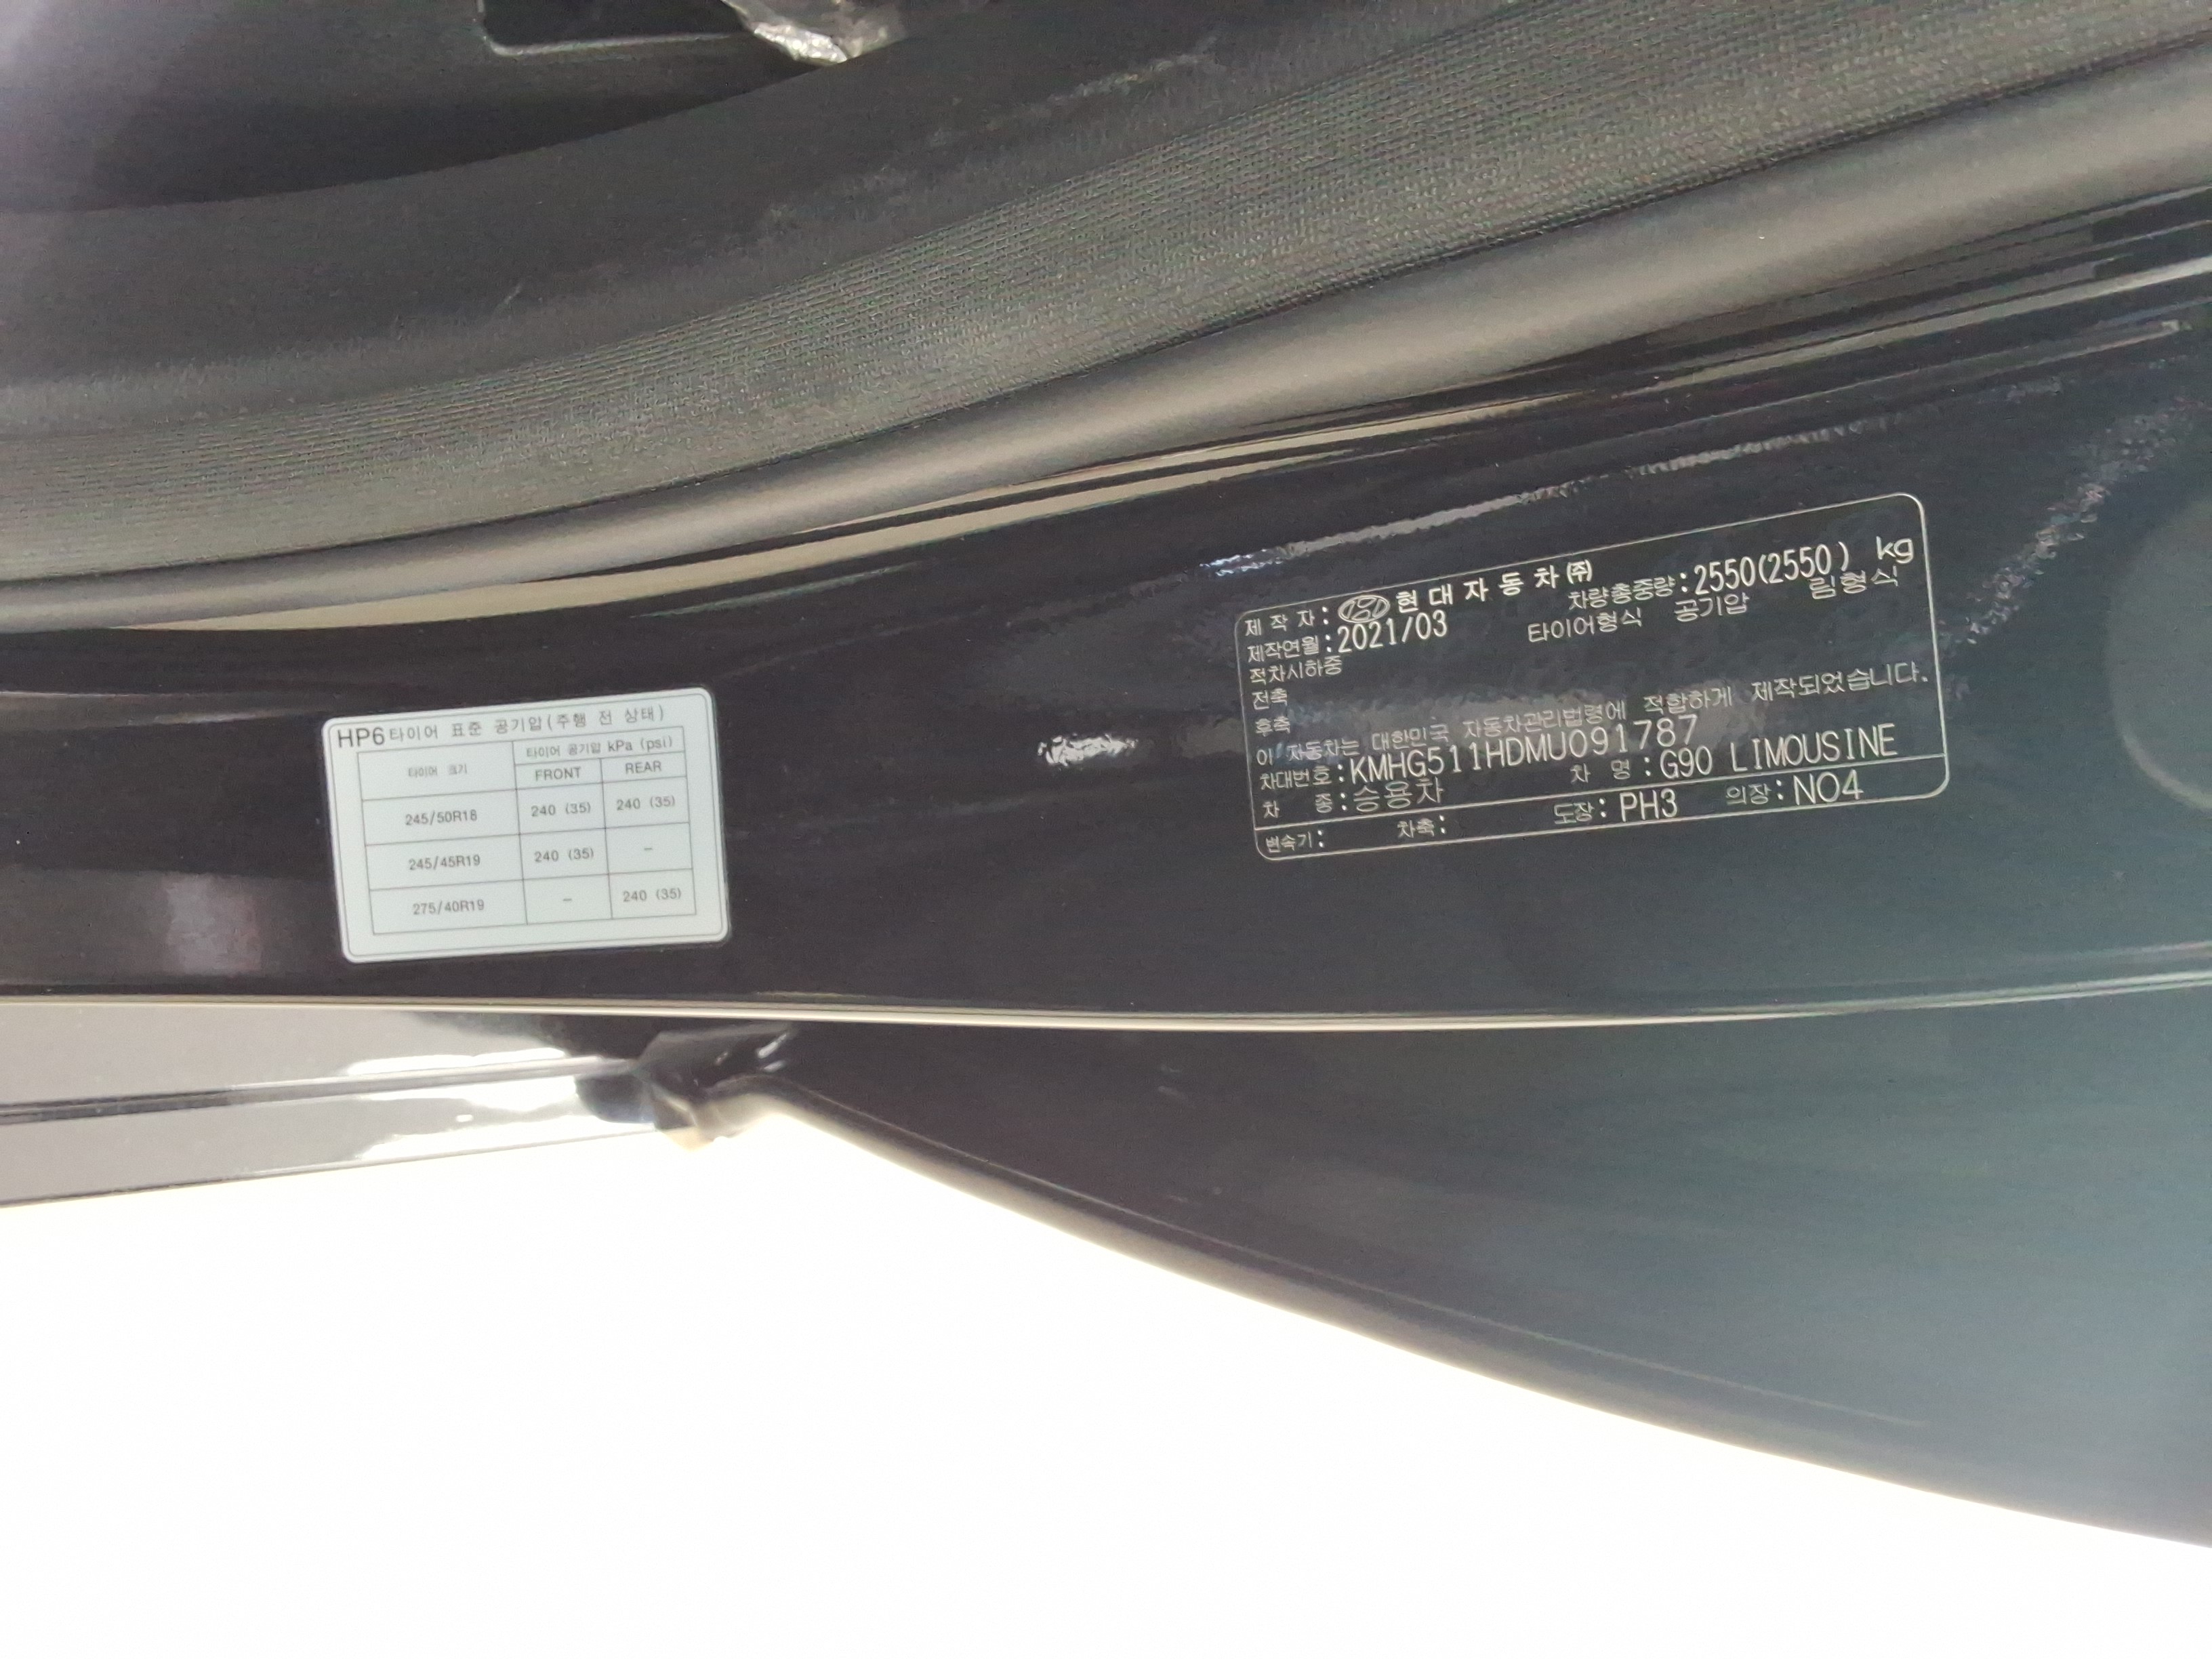 HP6 타이어 표준 공기압(주행 전 상태)
타이어 크기 타이어 공기압 kPa (psi)
FRONT REAR
245/50R18 240 (35) 240 (35)
245/45R19 240 (35) -
275/40R19 - 240 (35)
제 작 자: 현대자동차㈜
제작연월:2021/03 차량총중량:2550(2550) kg
적차시하중 타이어형식 공기압 림형식
전축
후축
이 자동차는 대한민국 자동차관리법령에 적합하게 제작되었습니다.
차대번호:KMHG511HDMU091787
차 종:승용차 차 명:G90 LIMOUSINE
변속기: 차축: 도장:PH3 의장:NO4